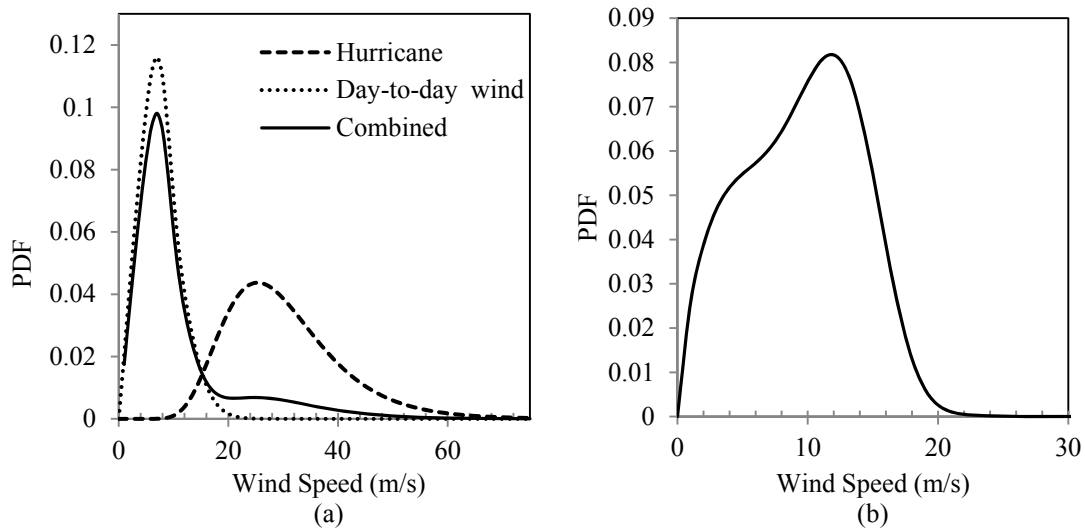 0.12
0.1
0.08
0.06
0.04
0.02
0
PDF
Hurricane
Day-to-day wind
Combined
0 20 40 60
Wind Speed (m/s)
(a)
0.09
0.08
0.07
0.06
0.05
0.04
0.03
0.02
0.01
0
PDF
0 10 20 30
Wind Speed (m/s)
(b)